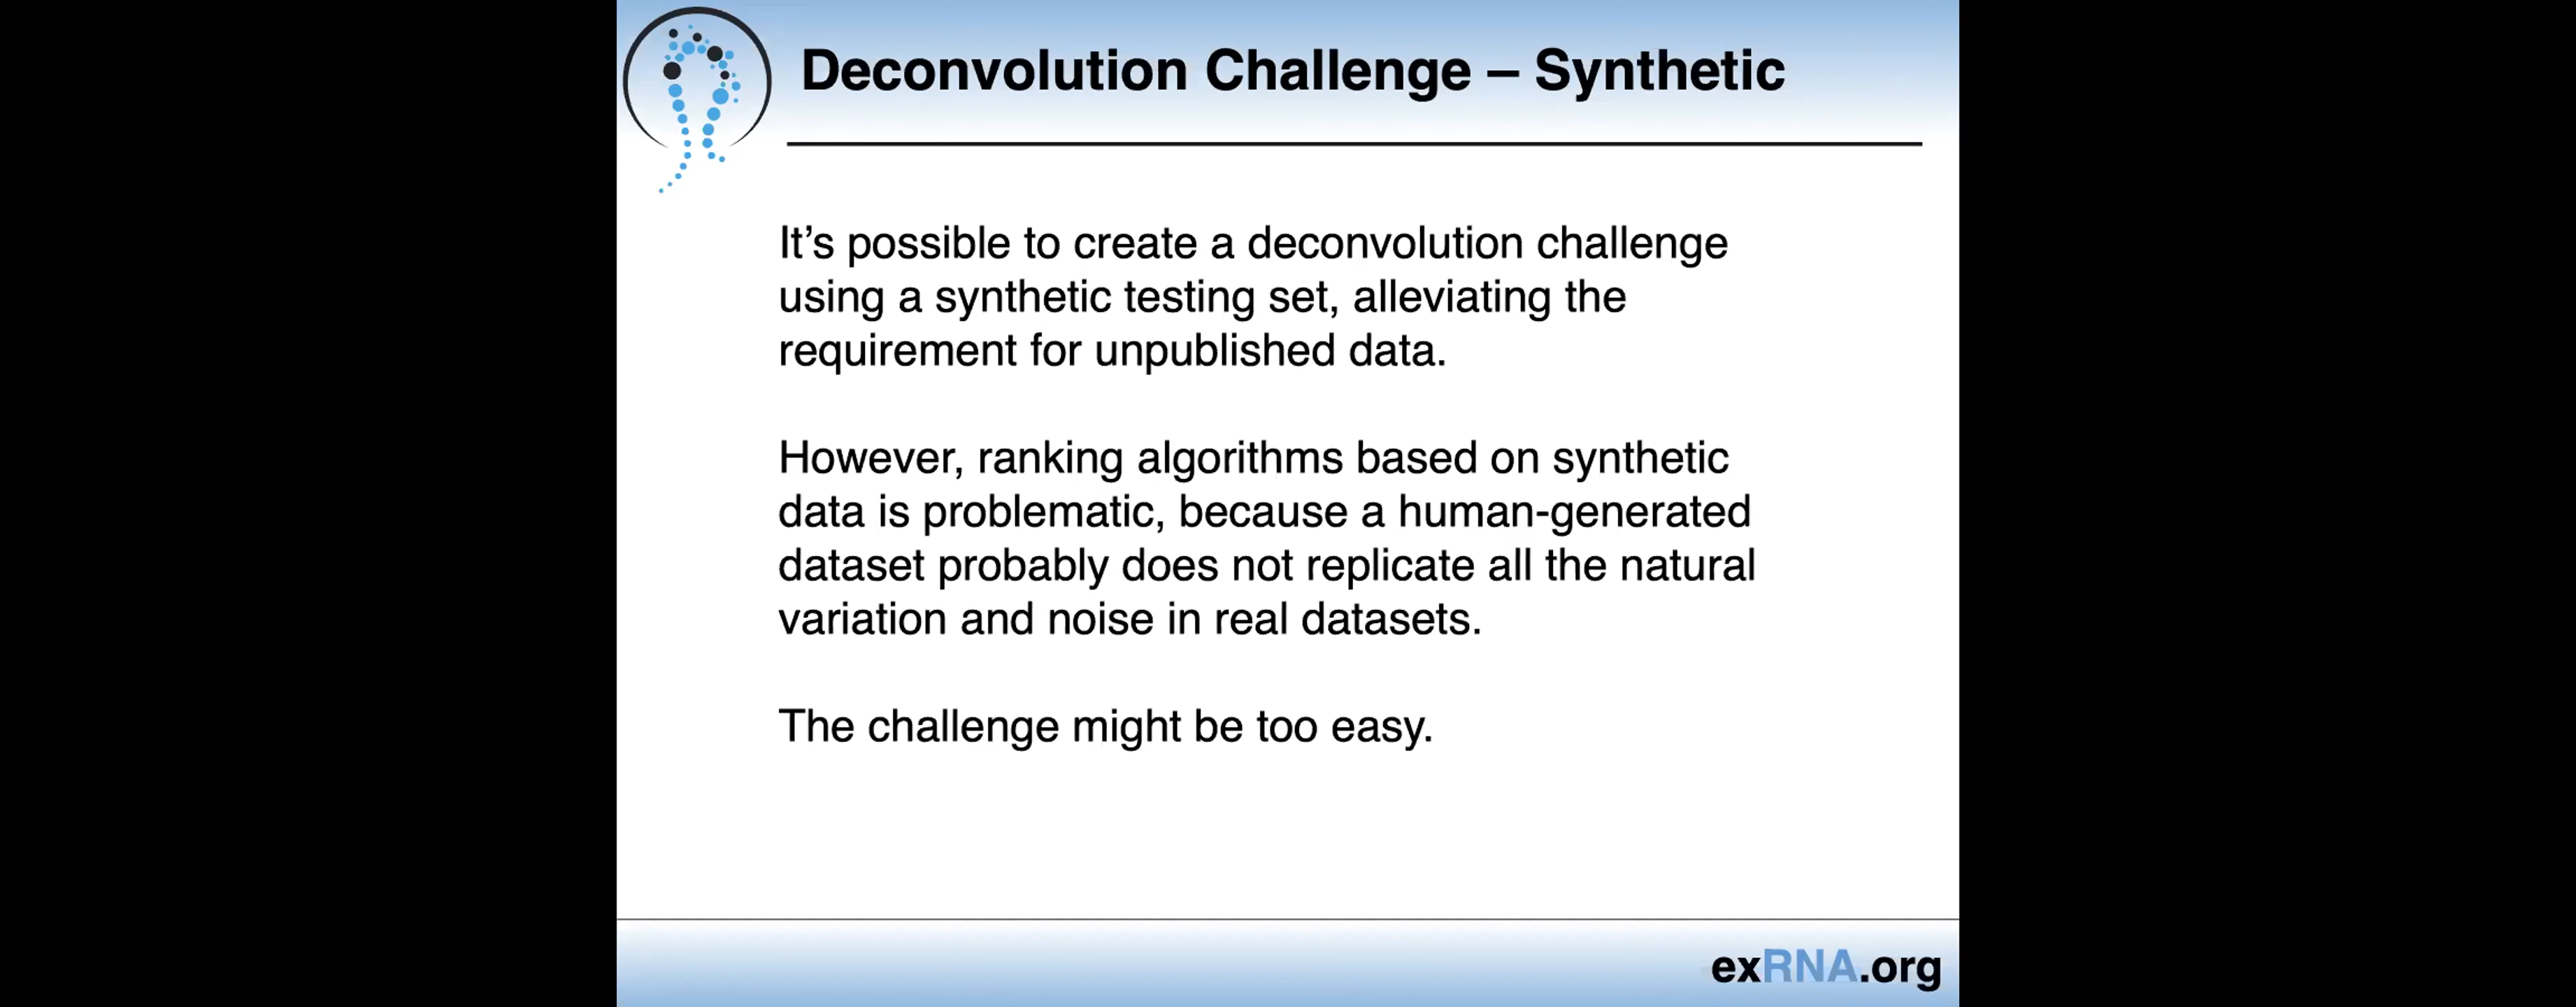 Deconvolution Challenge – Synthetic
It’s possible to create a deconvolution challenge
using a synthetic testing set, alleviating the
requirement for unpublished data.
However, ranking algorithms based on synthetic
data is problematic, because a human-generated
dataset probably does not replicate all the natural
variation and noise in real datasets.
The challenge might be too easy.
exRNA.org